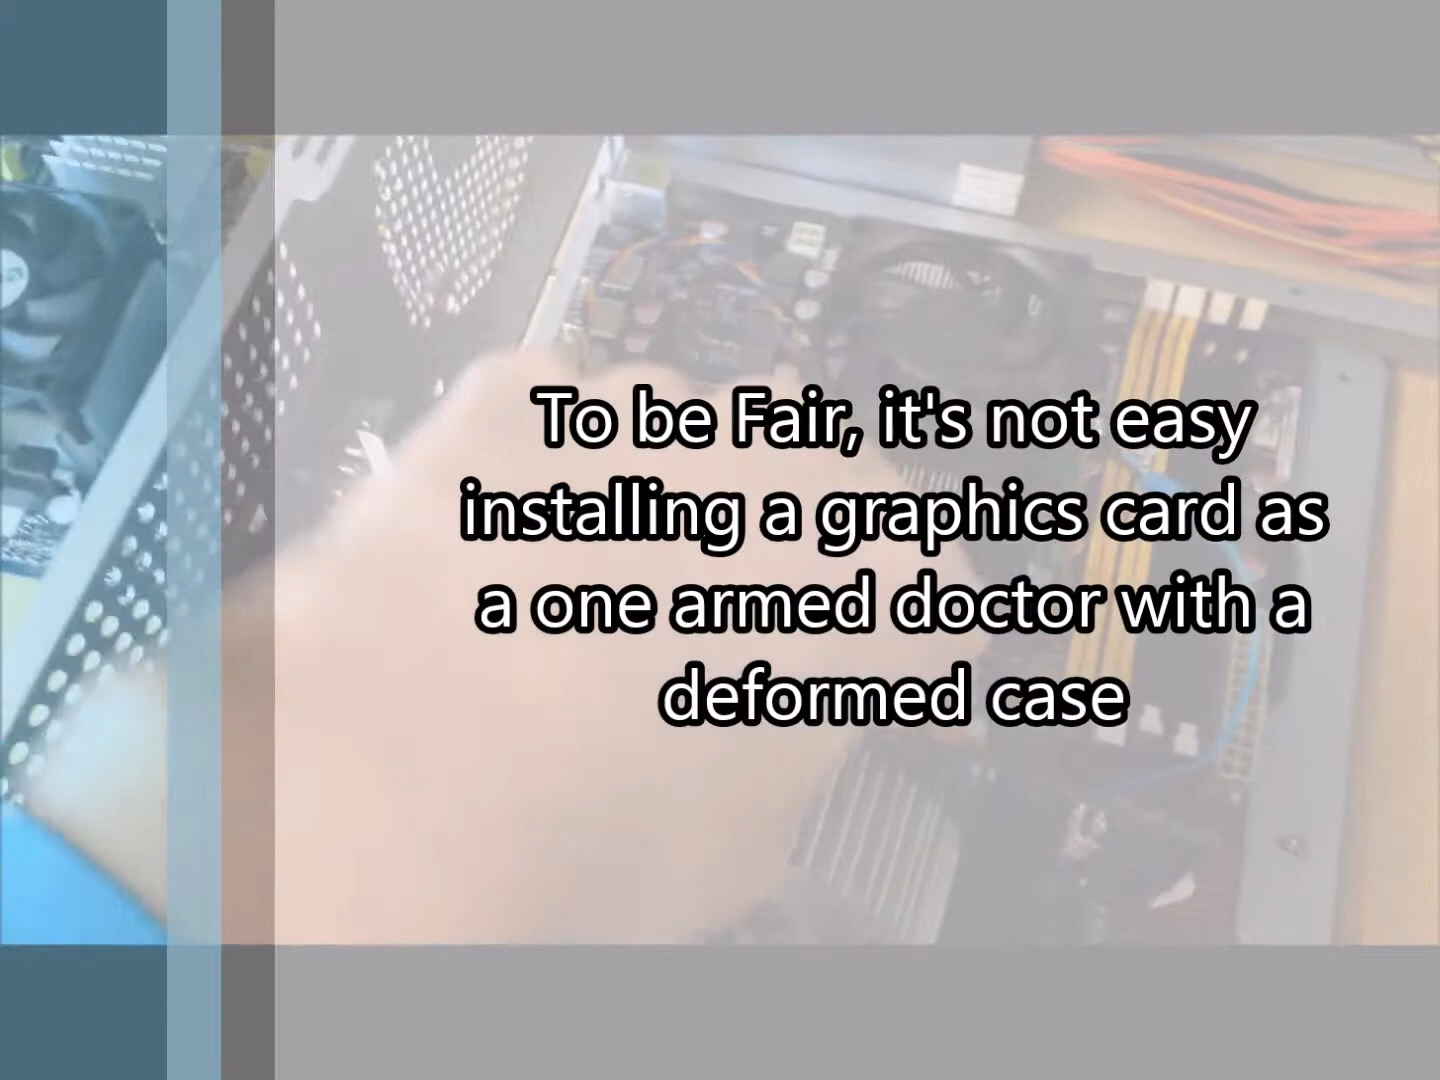 To be Fair, it's not easy
installing a graphics card as
a one armed doctor with a
deformed case